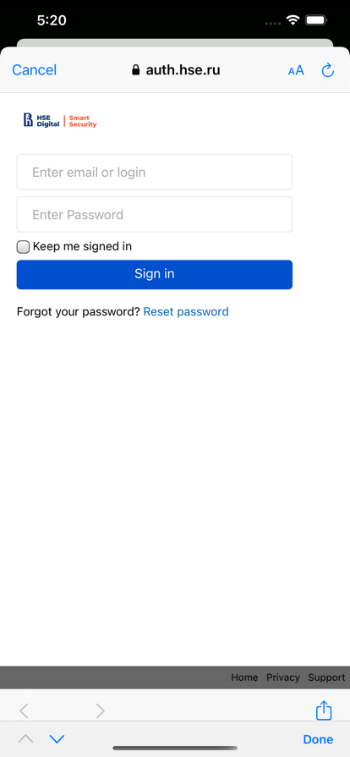 5:20
Cancel auth.hse.ru AA
HSE Digital | Smart Security
Enter email or login
Enter Password
Keep me signed in
Sign in
Forgot your password? Reset password
Home Privacy Support
Done